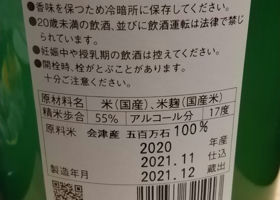 ●香味を保つため冷暗所に保存してください。
●20歳未満の飲酒、並びに飲酒運転は法律で禁じ
られています。
●妊娠中や授乳期の飲酒は控えてください。
●開栓時、栓がとぶことがあります。
十分ご注意ください。
原材料名 米(国産)、米麹(国産米)
精米歩合 55% アルコール分 17度
原料米 会津産 五百万石100%
2020 年産
2021.11 仕込
製造年月 2021.12 蔵出